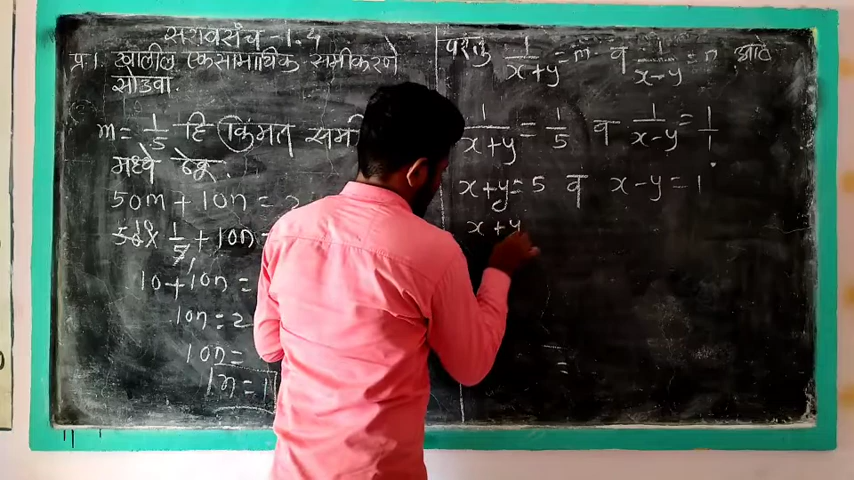 सरावसंच - 1.4
प्र. 1. खालील एकसामायिक समीकरणे
सोडवा.
m = 1/5 हि किंमत समी
मध्ये ठेवू.
50m + 10n = 2
50 x 1/5 + 10n =
10 + 10n =
10n = 2
10n =
n = 1
परंतु 1/x+y = m व 1/x-y = n आहे
1/x+y = 1/5 व 1/x-y = 1/1
x+y = 5 व x-y = 1
x+y
=